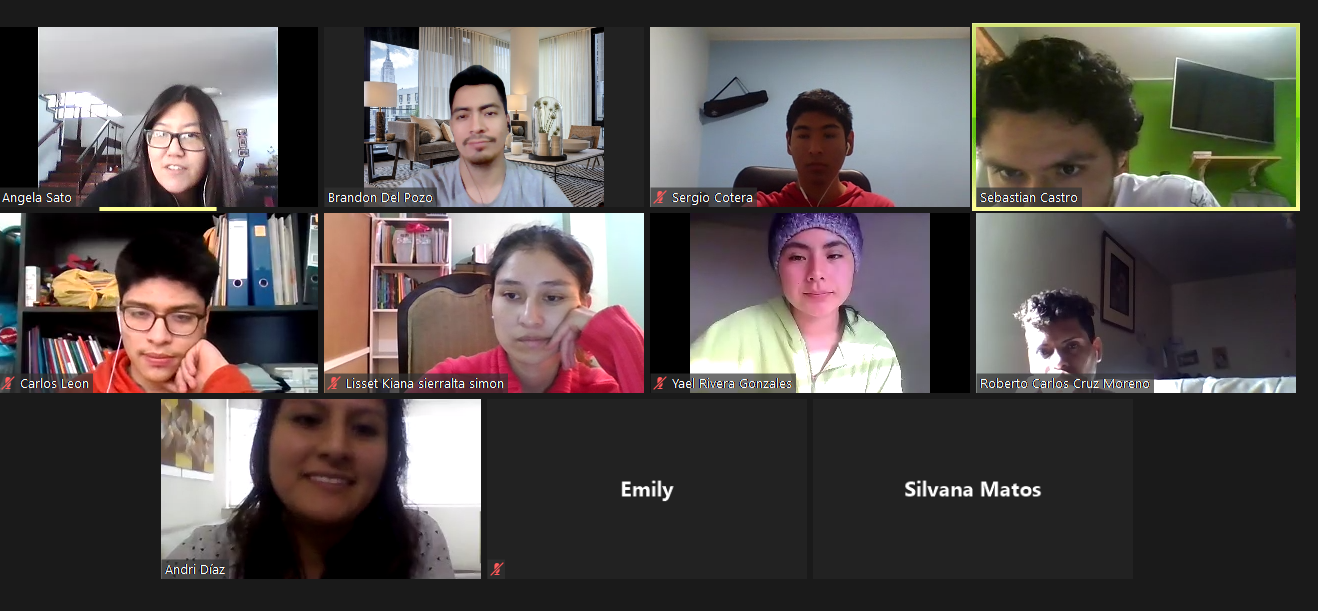 Angela Sato
Brandon Del Pozo
Sergio Cotera
Sebastian Castro
Carlos Leon
Lisset Kiana sierralta simon
Yael Rivera Gonzales
Roberto Carlos Cruz Moreno
Andri Díaz
Emily
Silvana Matos